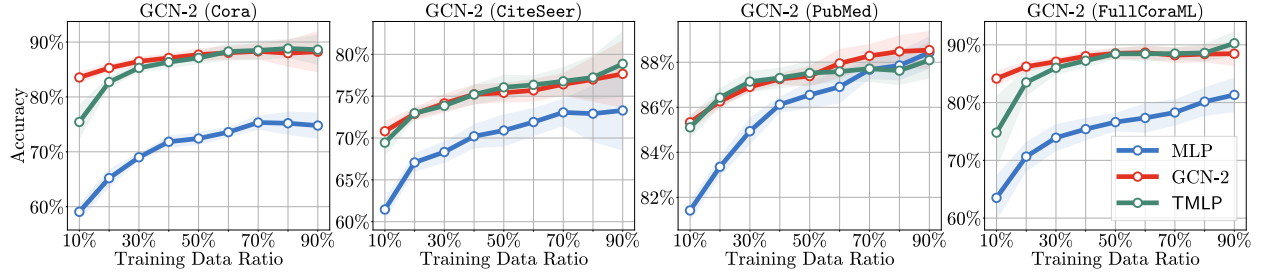 GCN-2 (Cora)
90%
80%
70%
60%
Accuracy
10% 30% 50% 70% 90%
Training Data Ratio
GCN-2 (CiteSeer)
80%
75%
70%
65%
60%
10% 30% 50% 70% 90%
Training Data Ratio
GCN-2 (PubMed)
88%
86%
84%
82%
10% 30% 50% 70% 90%
Training Data Ratio
GCN-2 (FullCoraML)
90%
80%
70%
60%
MLP
GCN-2
TMLP
10% 30% 50% 70% 90%
Training Data Ratio